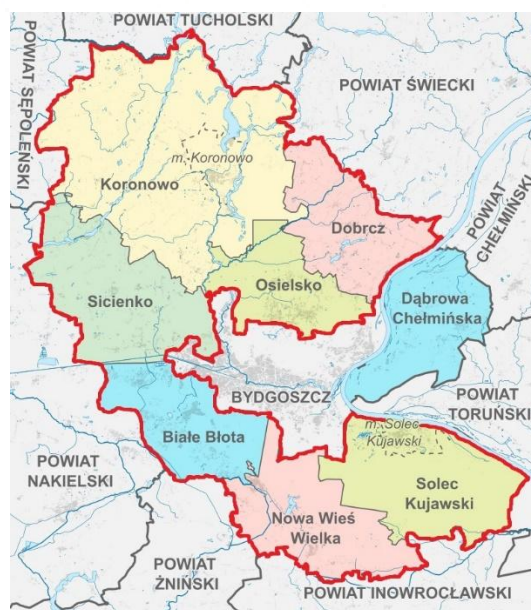 POWIAT TUCHOLSKI
POWIAT
SĘPOLEŃSKI
POWIAT ŚWIECKI
m. Koronowo
Koronowo
Dobrcz
POWIAT
CHEŁMIŃSKI
Osielsko
Sicienko
Dąbrowa
Chełmińska
BYDGOSZCZ
POWIAT
TORUŃSKI
m. Solec
Kujawski
Białe Błota
POWIAT
NAKIELSKI
Solec
Kujawski
Nowa Wieś
Wielka
POWIAT
ŻNIŃSKI
POWIAT INOWROCŁAWSKI